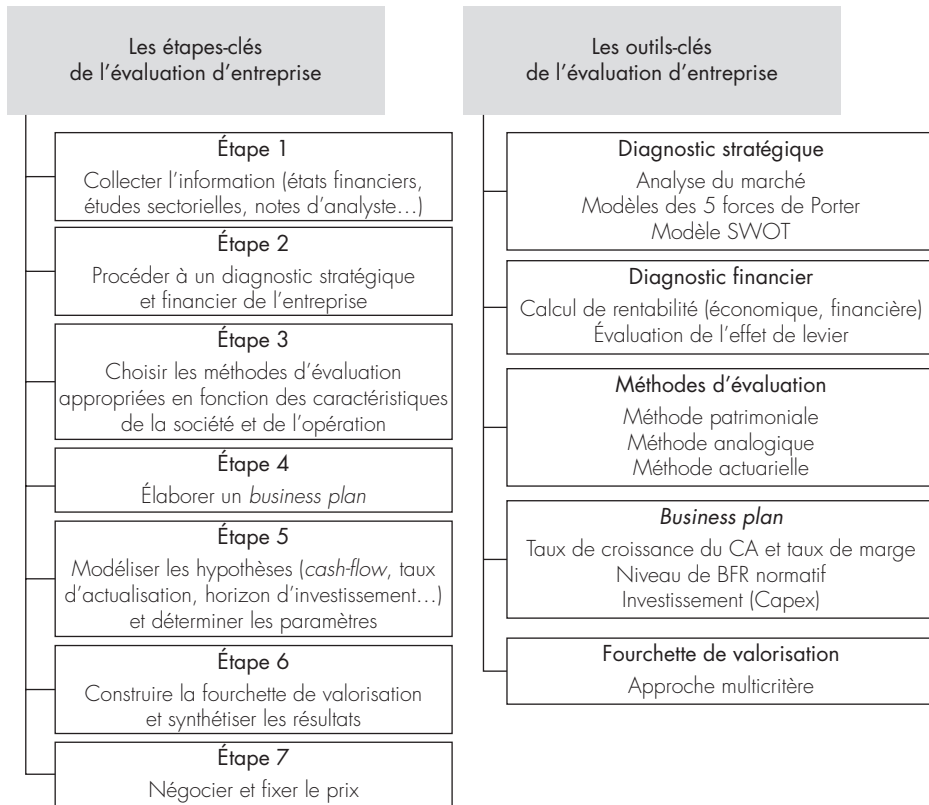 Les étapes-clés
de l’évaluation d’entreprise
Étape 1
Collecter l’information (états financiers,
études sectorielles, notes d’analyste…)
Étape 2
Procéder à un diagnostic stratégique
et financier de l’entreprise
Étape 3
Choisir les méthodes d’évaluation
appropriées en fonction des caractéristiques
de la société et de l’opération
Étape 4
Élaborer un business plan
Étape 5
Modéliser les hypothèses (cash-flow, taux
d’actualisation, horizon d’investissement…)
et déterminer les paramètres
Étape 6
Construire la fourchette de valorisation
et synthétiser les résultats
Étape 7
Négocier et fixer le prix
Les outils-clés
de l’évaluation d’entreprise
Diagnostic stratégique
Analyse du marché
Modèles des 5 forces de Porter
Modèle SWOT
Diagnostic financier
Calcul de rentabilité (économique, financière)
Évaluation de l’effet de levier
Méthodes d’évaluation
Méthode patrimoniale
Méthode analogique
Méthode actuarielle
Business plan
Taux de croissance du CA et taux de marge
Niveau de BFR normatif
Investissement (Capex)
Fourchette de valorisation
Approche multicritère